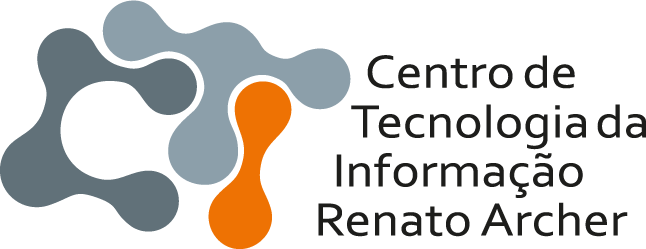 Centro de
Tecnologia da
Informação
Renato Archer